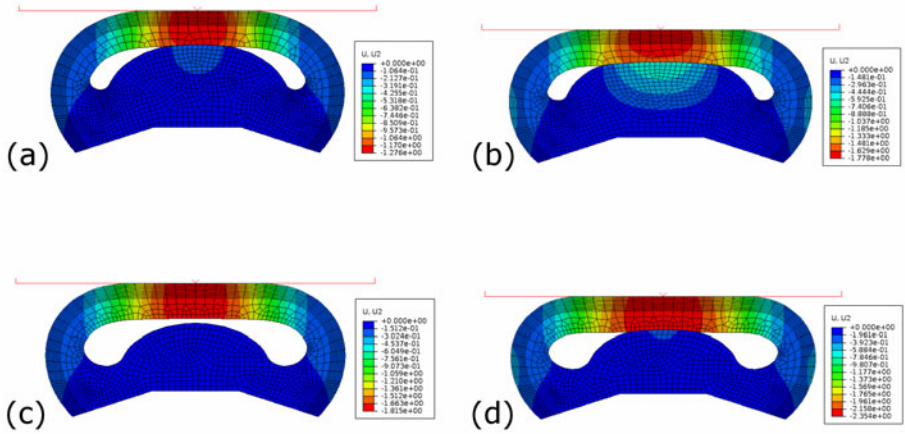 U, U2
+0.000e+00
-1.064e-01
-2.127e-01
-3.191e-01
-4.255e-01
-5.318e-01
-6.382e-01
-7.446e-01
-8.509e-01
-9.573e-01
-1.064e+00
-1.170e+00
-1.276e+00
(a)
U, U2
+0.000e+00
-1.481e-01
-2.963e-01
-4.444e-01
-5.925e-01
-7.406e-01
-8.888e-01
-1.037e+00
-1.185e+00
-1.333e+00
-1.481e+00
-1.629e+00
-1.778e+00
(b)
U, U2
+0.000e+00
-1.512e-01
-3.024e-01
-4.537e-01
-6.049e-01
-7.561e-01
-9.073e-01
-1.059e+00
-1.210e+00
-1.361e+00
-1.512e+00
-1.663e+00
-1.815e+00
(c)
U, U2
+0.000e+00
-1.961e-01
-3.923e-01
-5.884e-01
-7.846e-01
-9.807e-01
-1.177e+00
-1.373e+00
-1.569e+00
-1.765e+00
-1.961e+00
-2.158e+00
-2.354e+00
(d)